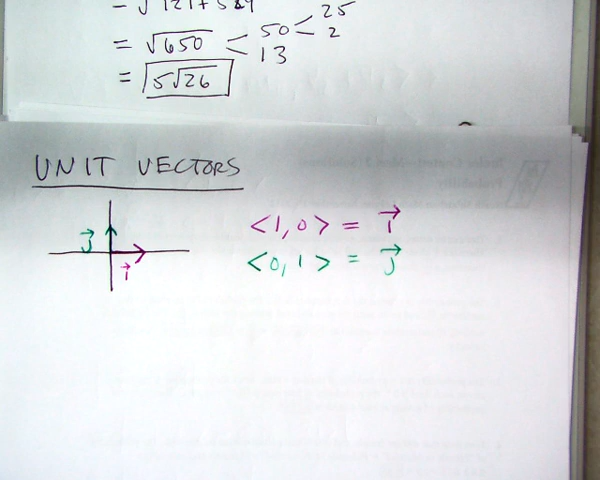 = √650 < 50 < 25
2
13
= 5√26
UNIT VECTORS
<1,0> = i⃗
j⃗
<0,1> = j⃗
i⃗